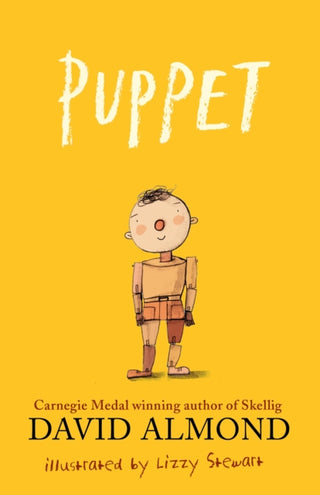 PUPPET
Carnegie Medal winning author of Skellig
DAVID ALMOND
illustrated by Lizzy Stewart